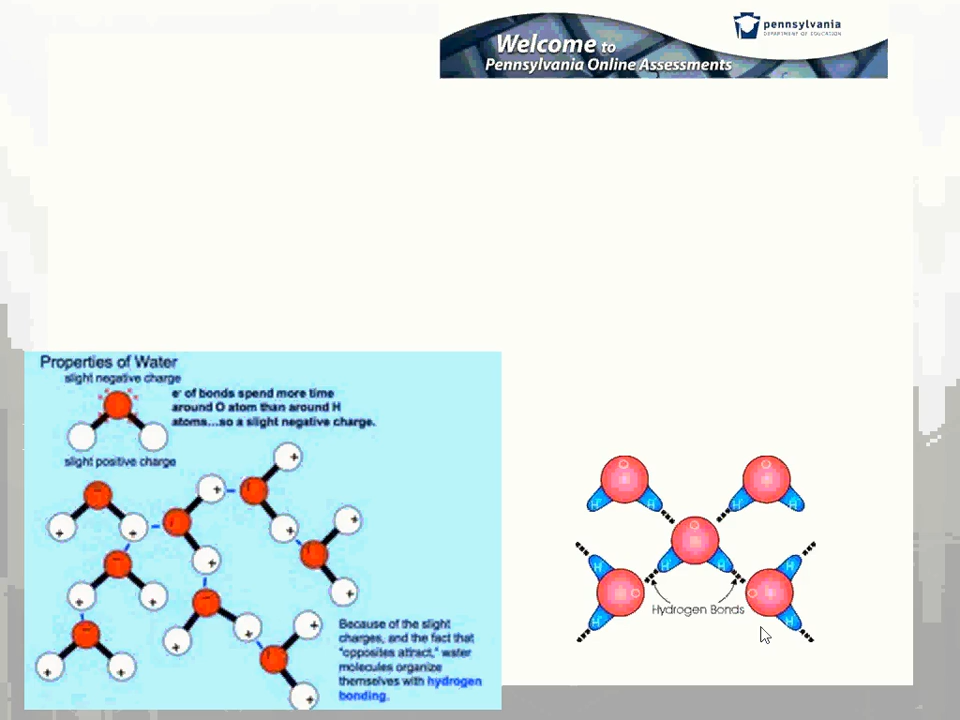 pennsylvania
DEPARTMENT OF EDUCATION
Welcome to
Pennsylvania Online Assessments
Properties of Water
slight negative charge
e- of bonds spend more time
around O atom than around H
atoms...so a slight negative charge.
slight positive charge
Because of the slight
charges, and the fact that
"opposites attract," water
molecules organize
themselves with hydrogen
bonding.
O
O
H
H
H
H
O
H
H
H
H
O
O
Hydrogen Bonds
H
H